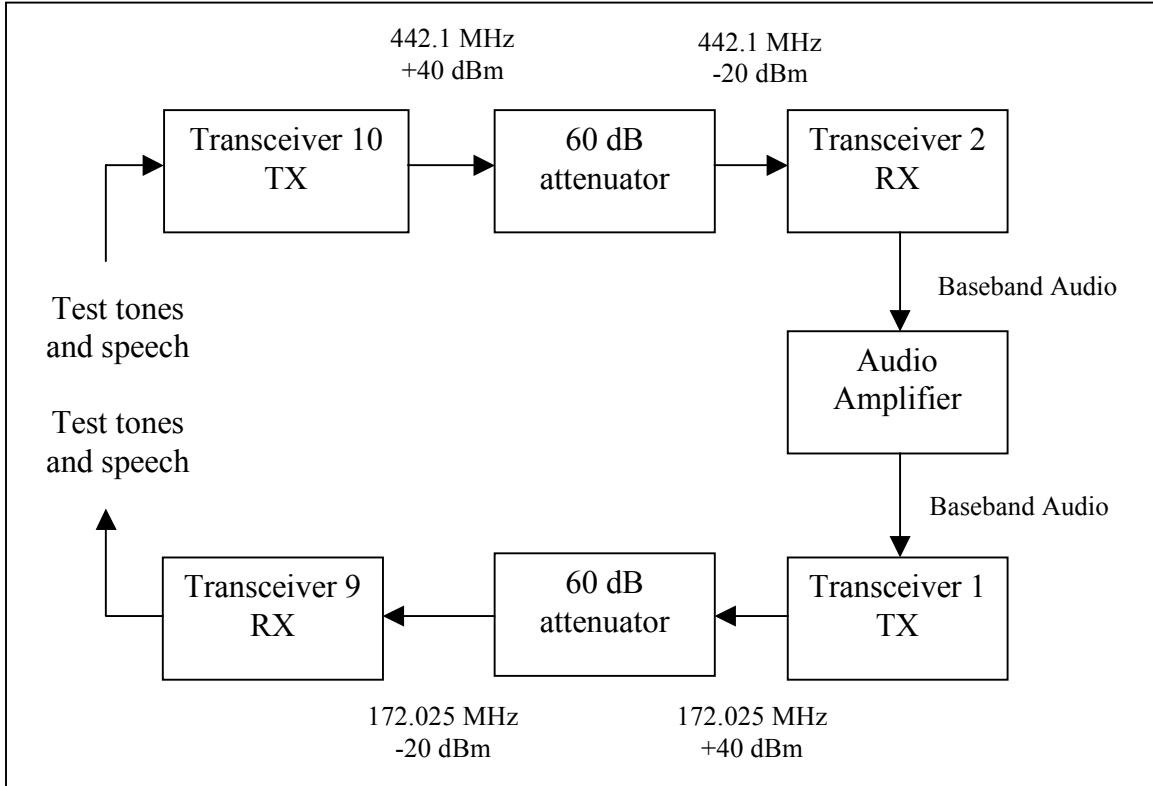 442.1 MHz
+40 dBm
442.1 MHz
-20 dBm
Transceiver 10
TX
60 dB
attenuator
Transceiver 2
RX
Baseband Audio
Test tones
and speech
Audio
Amplifier
Test tones
and speech
Baseband Audio
Transceiver 9
RX
60 dB
attenuator
Transceiver 1
TX
172.025 MHz
-20 dBm
172.025 MHz
+40 dBm